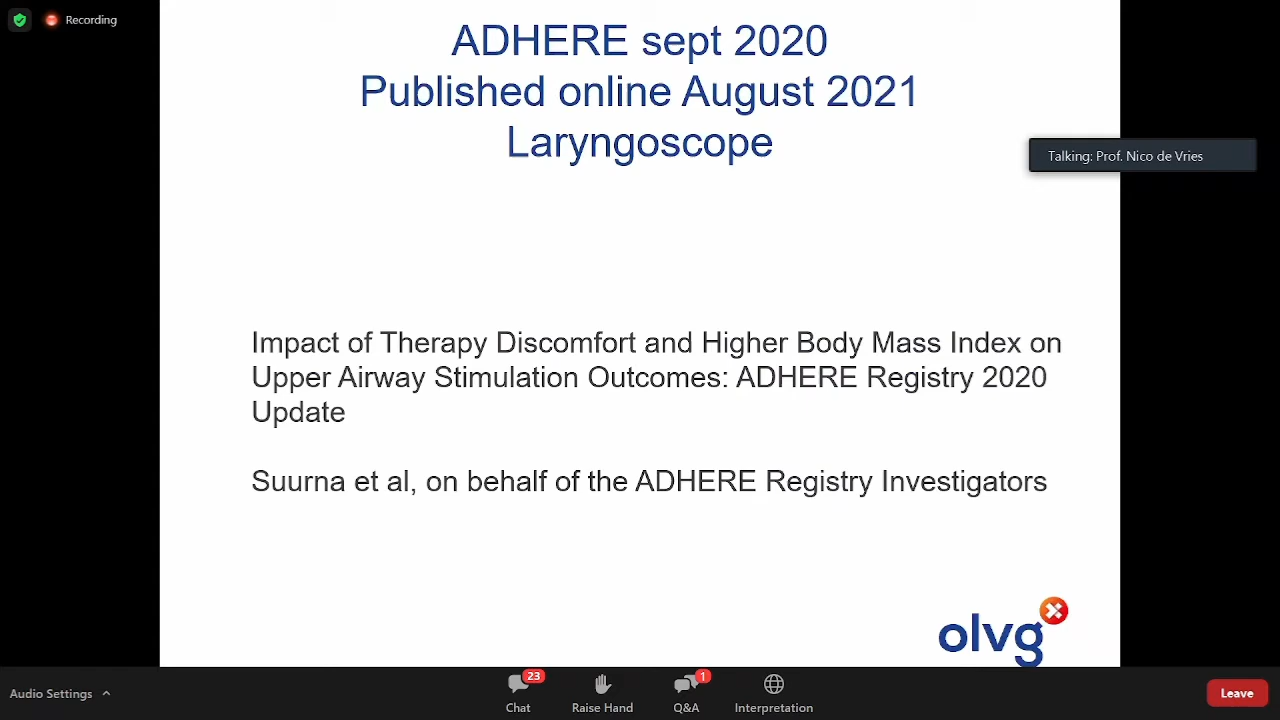 Recording
ADHERE sept 2020
Published online August 2021
Laryngoscope
Talking: Prof. Nico de Vries
Impact of Therapy Discomfort and Higher Body Mass Index on
Upper Airway Stimulation Outcomes: ADHERE Registry 2020
Update
Suurna et al, on behalf of the ADHERE Registry Investigators
olvg
Audio Settings
23
Chat
Raise Hand
1
Q&A
Interpretation
Leave